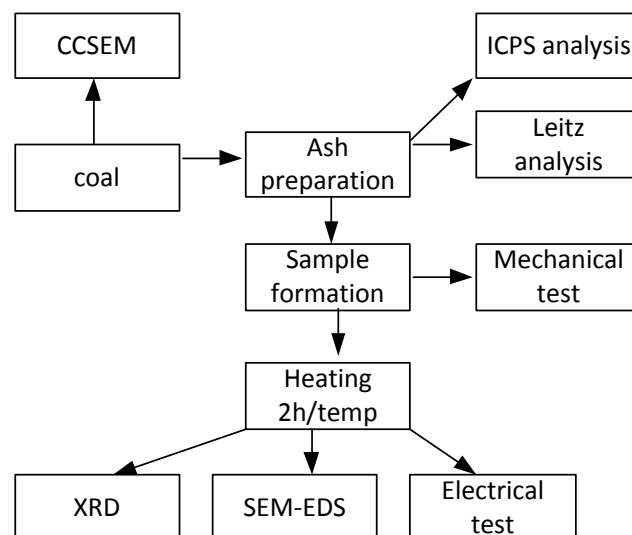 CCSEM
ICPS analysis
coal
Ash
preparation
Leitz
analysis
Sample
formation
Mechanical
test
Heating
2h/temp
XRD
SEM-EDS
Electrical
test